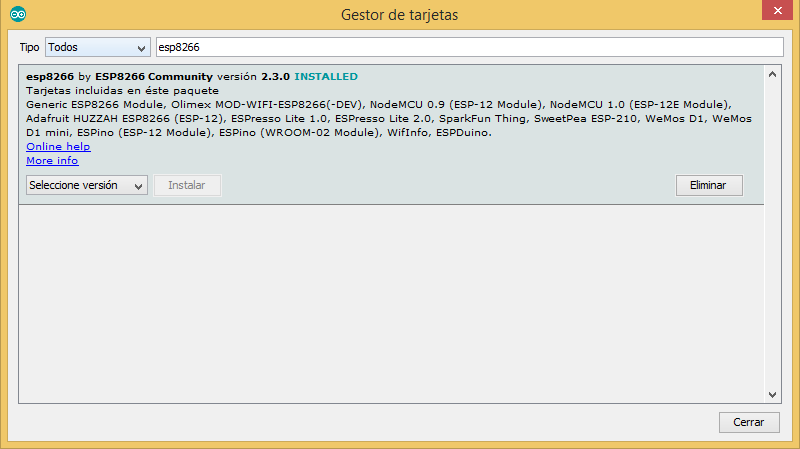 Gestor de tarjetas
Tipo Todos esp8266
esp8266 by ESP8266 Community versión 2.3.0 INSTALLED
Tarjetas incluidas en éste paquete
Generic ESP8266 Module, Olimex MOD-WIFI-ESP8266(-DEV), NodeMCU 0.9 (ESP-12 Module), NodeMCU 1.0 (ESP-12E Module),
Adafruit HUZZAH ESP8266 (ESP-12), ESPresso Lite 1.0, ESPresso Lite 2.0, SparkFun Thing, SweetPea ESP-210, WeMos D1, WeMos
D1 mini, ESPino (ESP-12 Module), ESPino (WROOM-02 Module), WifInfo, ESPDuino.
Online help
More info
Seleccione versión Instalar Eliminar
Cerrar